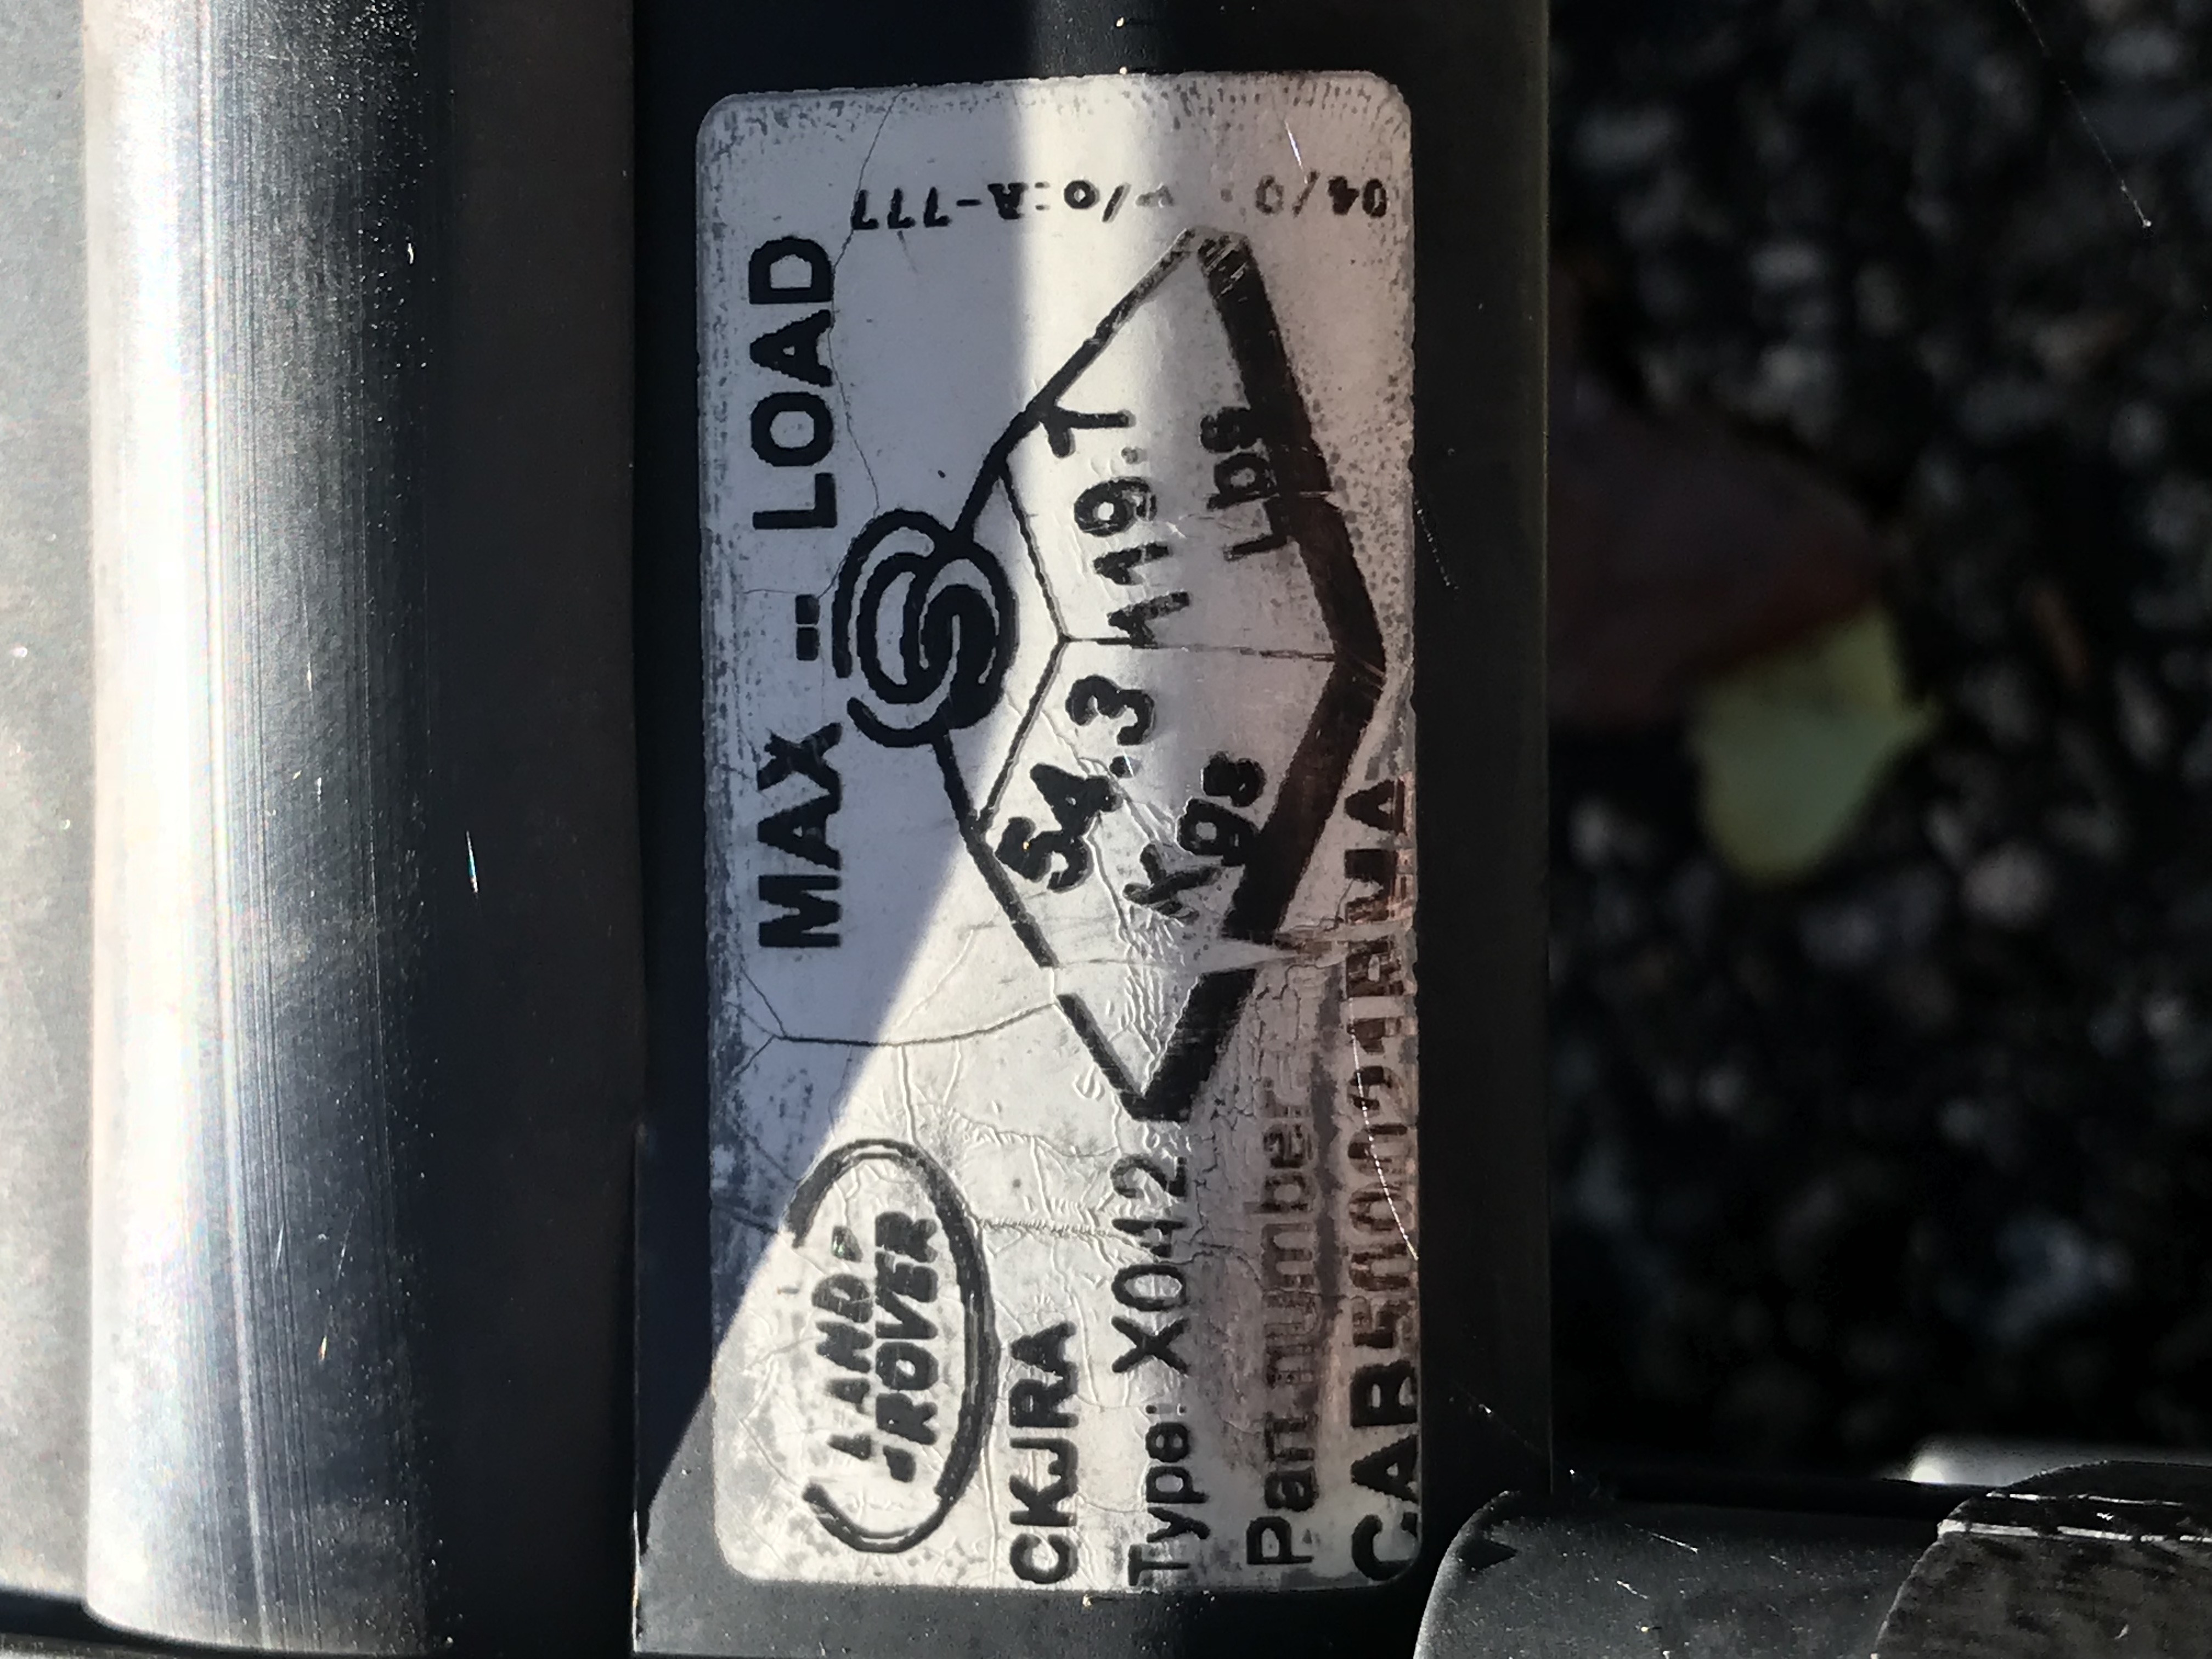 LAND-
ROVER
CKJRA
Type: X042
Part number
MAX - LOAD
54.3
Kgs
119.7
Lbs